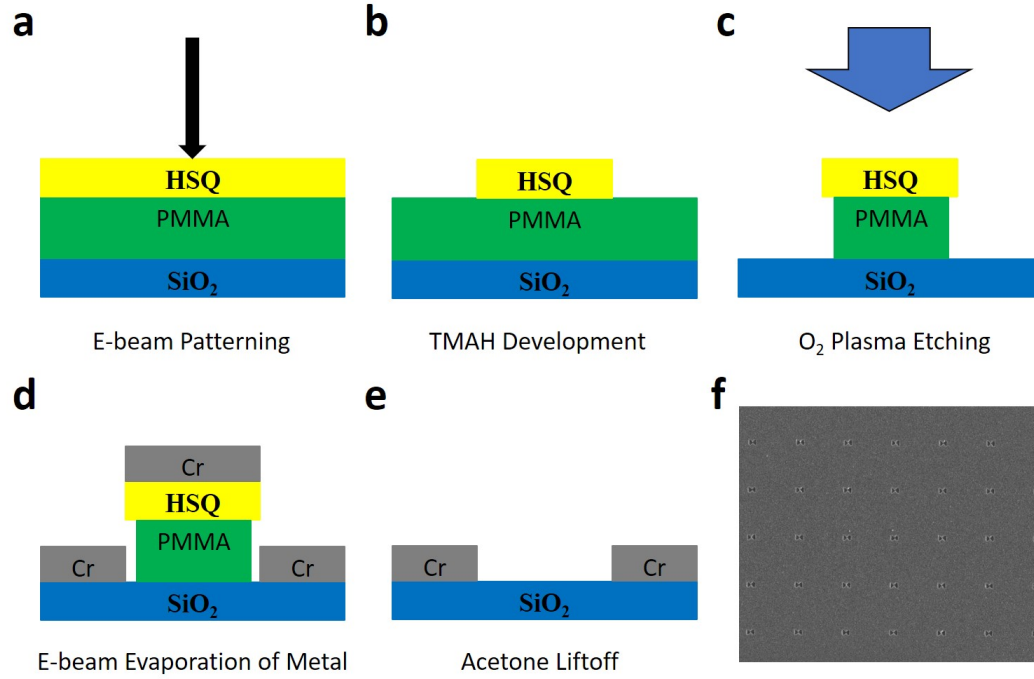 a
b
c
HSQ
PMMA
SiO₂
HSQ
PMMA
SiO₂
HSQ
PMMA
SiO₂
E-beam Patterning
TMAH Development
O₂ Plasma Etching
d
e
f
Cr
HSQ
PMMA
Cr
Cr
SiO₂
Cr
Cr
SiO₂
E-beam Evaporation of Metal
Acetone Liftoff